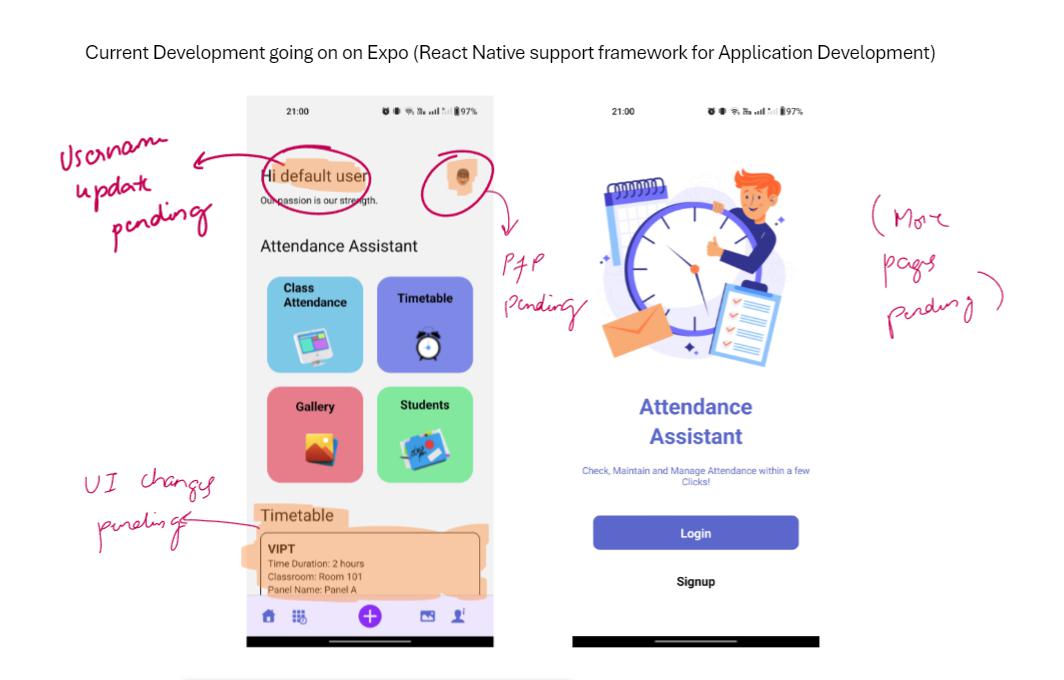 Current Development going on on Expo (React Native support framework for Application Development)
21:00
97%
Hi default user
Our passion is our strength.
Username
update
pending
PFP
pending
Attendance Assistant
Class
Attendance
Timetable
Gallery
Students
UI changes
pending
Timetable
VIPT
Time Duration: 2 hours
Classroom: Room 101
Panel Name: Panel A
21:00
97%
Attendance
Assistant
Check, Maintain and Manage Attendance within a few
Clicks!
Login
Signup
(More
pages
pending)